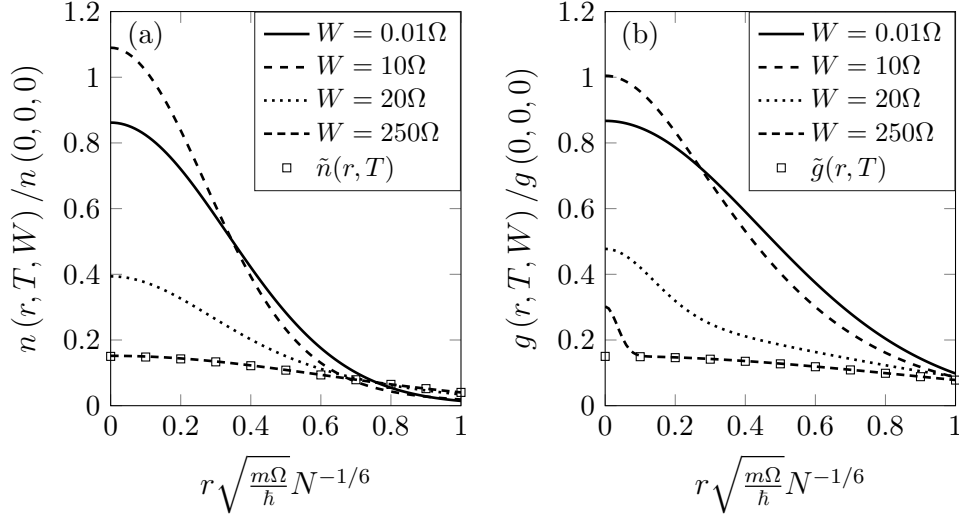 n (r, T, W) /n (0, 0, 0)
1.2
1
0.8
0.6
0.4
0.2
0
(a)
W = 0.01Ω
W = 10Ω
W = 20Ω
W = 250Ω
ñ(r, T)
0 0.2 0.4 0.6 0.8 1
r√(mΩ/ħ) N^{−1/6}
g (r, T, W) /g (0, 0, 0)
1.2
1
0.8
0.6
0.4
0.2
0
(b)
W = 0.01Ω
W = 10Ω
W = 20Ω
W = 250Ω
g̃(r, T)
0 0.2 0.4 0.6 0.8 1
r√(mΩ/ħ) N^{−1/6}